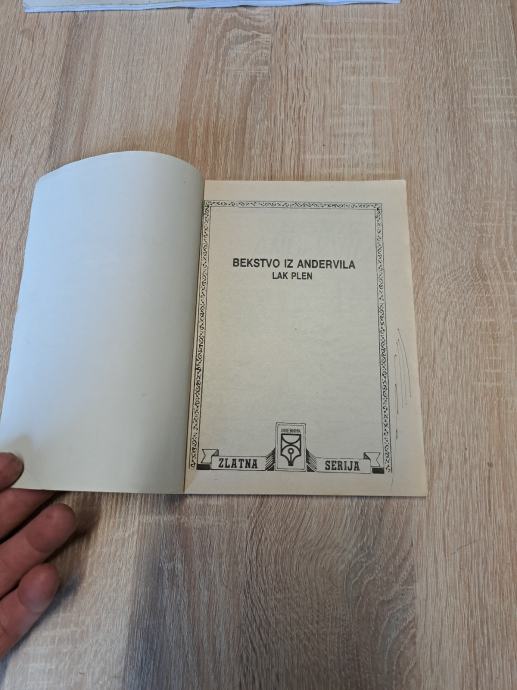 BEKSTVO IZ ANDERVILA
LAK PLEN
ZLATNA
SERIJA